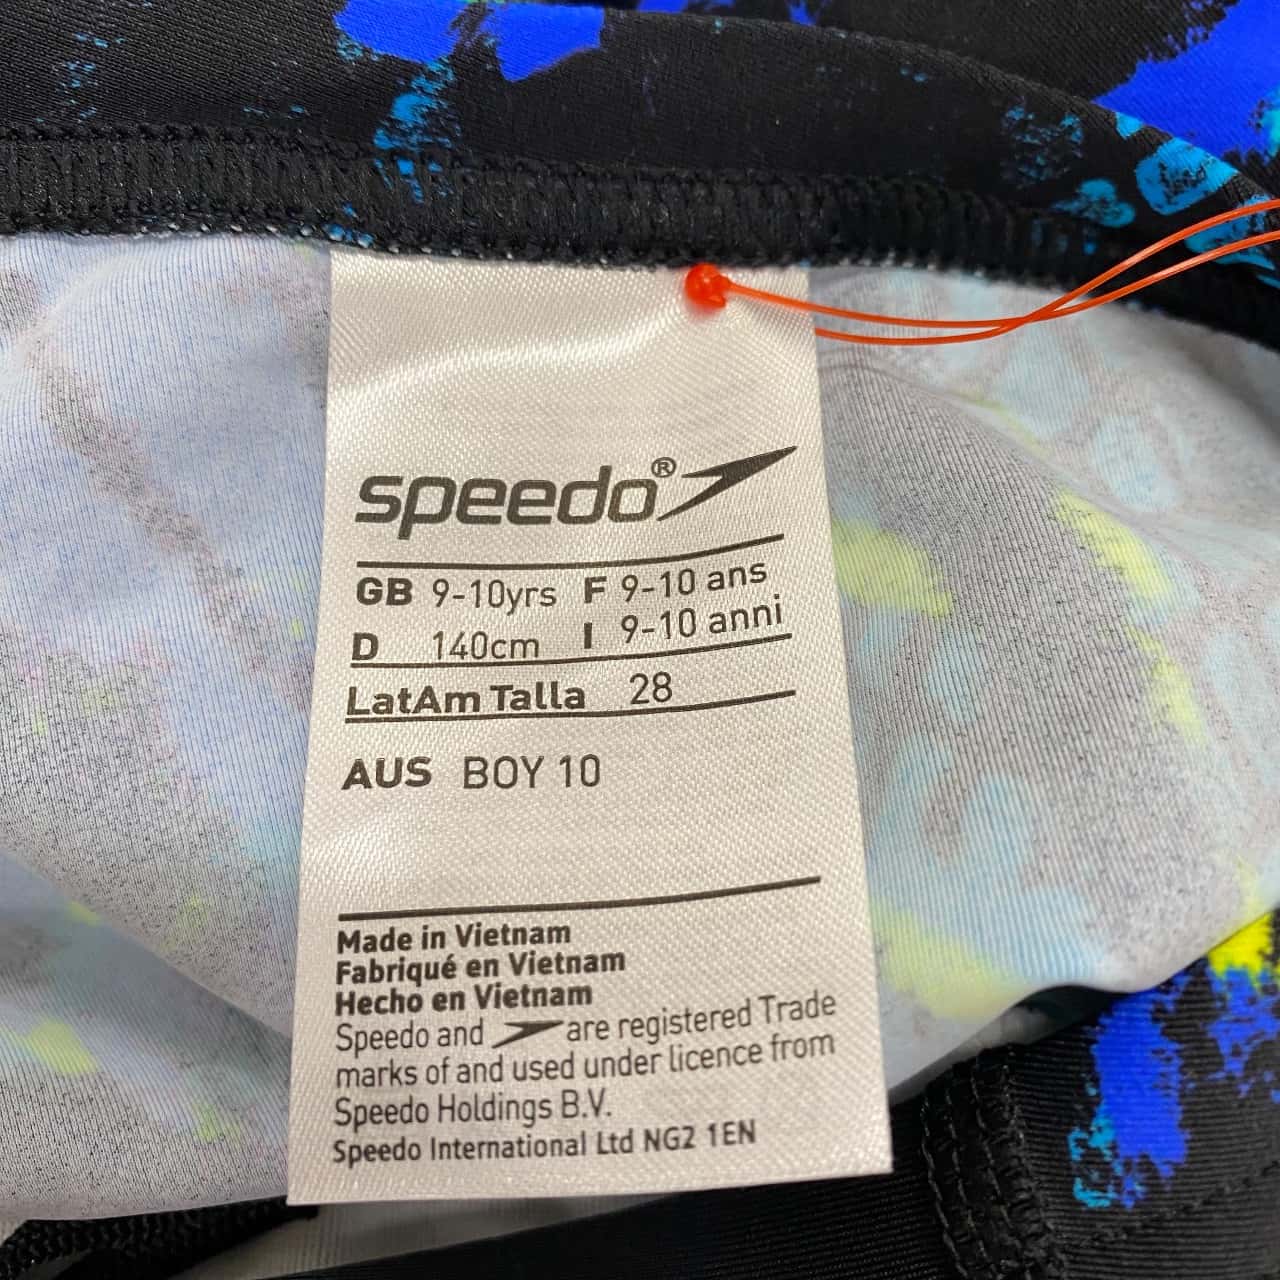 speedo®
GB 9-10yrs F 9-10 ans
D 140cm I 9-10 anni
LatAm Talla 28
AUS BOY 10
Made in Vietnam
Fabriqué en Vietnam
Hecho en Vietnam
Speedo and are registered Trade
marks of and used under licence from
Speedo Holdings B.V.
Speedo International Ltd NG2 1EN